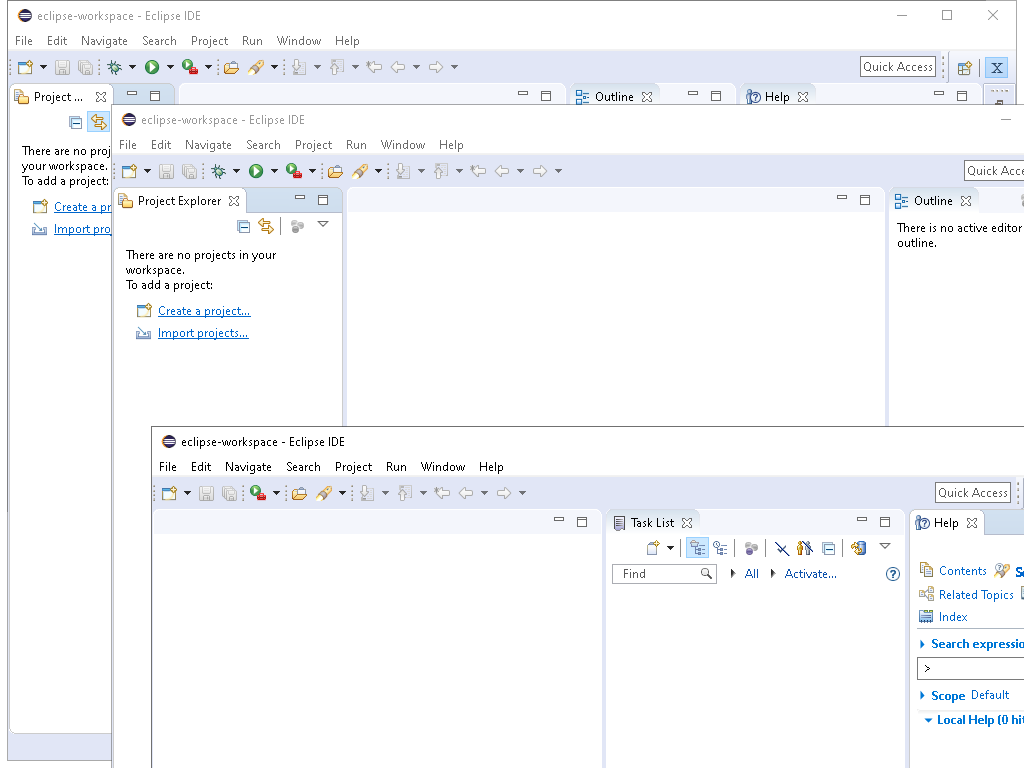 eclipse-workspace - Eclipse IDE
File Edit Navigate Search Project Run Window Help
Quick Access
Project ...
Outline
Help
There are no proj
your workspace.
To add a project:
Create a pr
Import pro
eclipse-workspace - Eclipse IDE
File Edit Navigate Search Project Run Window Help
Quick Acce
Project Explorer
Outline
There are no projects in your
workspace.
To add a project:
Create a project...
Import projects...
There is no active editor
outline.
eclipse-workspace - Eclipse IDE
File Edit Navigate Search Project Run Window Help
Quick Access
Task List
Find
All
Activate...
Help
Contents
Related Topics
Index
Search expressio
>
Scope Default
Local Help (0 hit